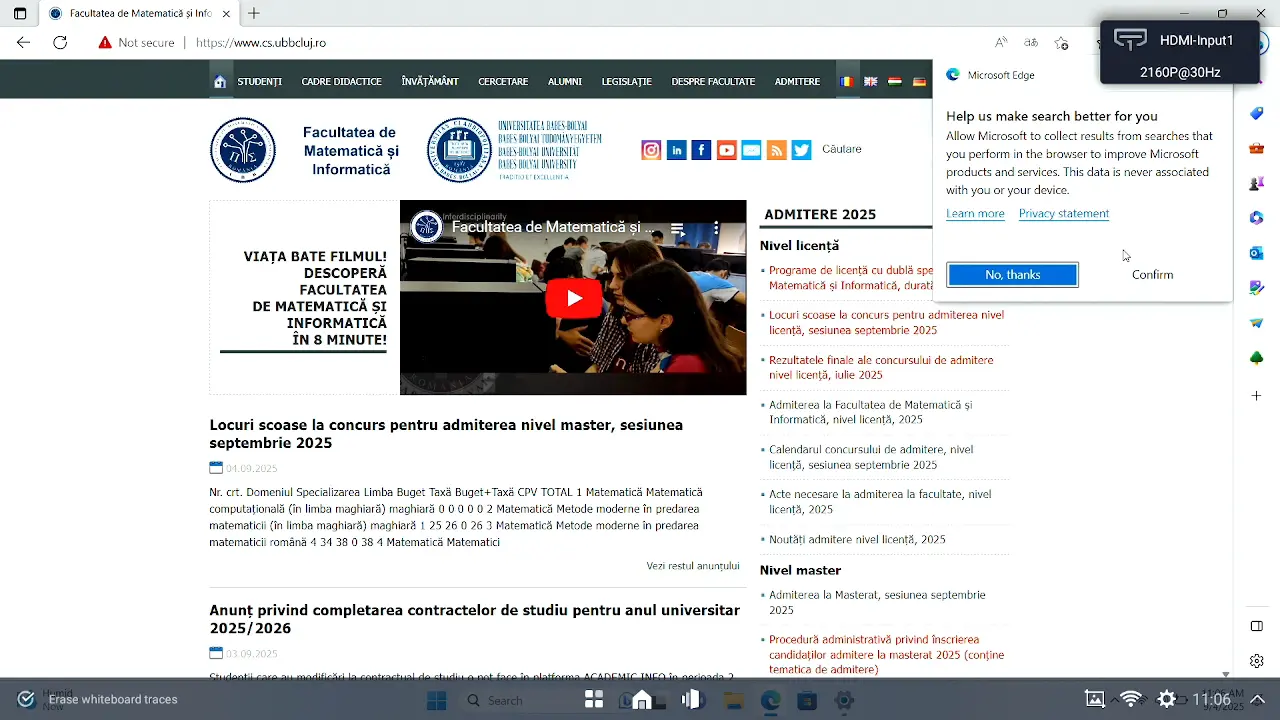 Facultatea de Matematică și Info
Not secure
https://www.cs.ubbcluj.ro
HDMI-Input1
2160P@30Hz
STUDENȚI
CADRE DIDACTICE
ÎNVĂȚĂMÂNT
CERCETARE
ALUMNI
LEGISLAȚIE
DESPRE FACULTATE
ADMITERE
Microsoft Edge
Help us make search better for you
Allow Microsoft to collect results from searches that
you perform in the browser to improve Microsoft
products and services. This data is never associated
with you or your device.
Learn more
Privacy statement
No, thanks
Confirm
Facultatea de
Matematică și
Informatică
UNIVERSITATEA BABEȘ-BOLYAI
BABEȘ-BOLYAI TUDOMÁNYEGYETEM
BABEȘ-BOLYAI UNIVERSITÄT
BABEȘ-BOLYAI UNIVERSITY
TRADITIO ET EXCELLENTIA
Căutare
VIAȚA BATE FILMUL!
DESCOPERĂ
FACULTATEA
DE MATEMATICĂ ȘI
INFORMATICĂ
ÎN 8 MINUTE!
Interdisciplinarity
Facultatea de Matematică și ...
Locuri scoase la concurs pentru admiterea nivel master, sesiunea
septembrie 2025
04.09.2025
Nr. crt. Domeniul Specializarea Limba Buget Taxă Buget+Taxă CPV TOTAL 1 Matematică Matematică
computațională (în limba maghiară) maghiară 0 0 0 0 0 2 Matematică Metode moderne în predarea
matematicii (în limba maghiară) maghiară 1 25 26 0 26 3 Matematică Metode moderne în predarea
matematicii română 4 34 38 0 38 4 Matematică Matematici
Vezi restul anunțului
Anunț privind completarea contractelor de studiu pentru anul universitar
2025/2026
03.09.2025
Studenții care au modificări la contractul de studiu o pot face în platforma ACADEMIC INFO în perioada 2
ADMITERE 2025
Nivel licență
Programe de licență cu dublă spe
Matematică și Informatică, durată
Locuri scoase la concurs pentru admiterea nivel
licență, sesiunea septembrie 2025
Rezultatele finale ale concursului de admitere
nivel licență, iulie 2025
Admiterea la Facultatea de Matematică și
Informatică, nivel licență, 2025
Calendarul concursului de admitere, nivel
licență, sesiunea septembrie 2025
Acte necesare la admiterea la facultate, nivel
licență, 2025
Noutăți admitere nivel licență, 2025
Nivel master
Admiterea la Masterat, sesiunea septembrie
2025
Procedură administrativă privind înscrierea
candidaților admitere la masterat 2025 (conține
tematica de admitere)
Humid
Now
Erase whiteboard traces
Search
11:06